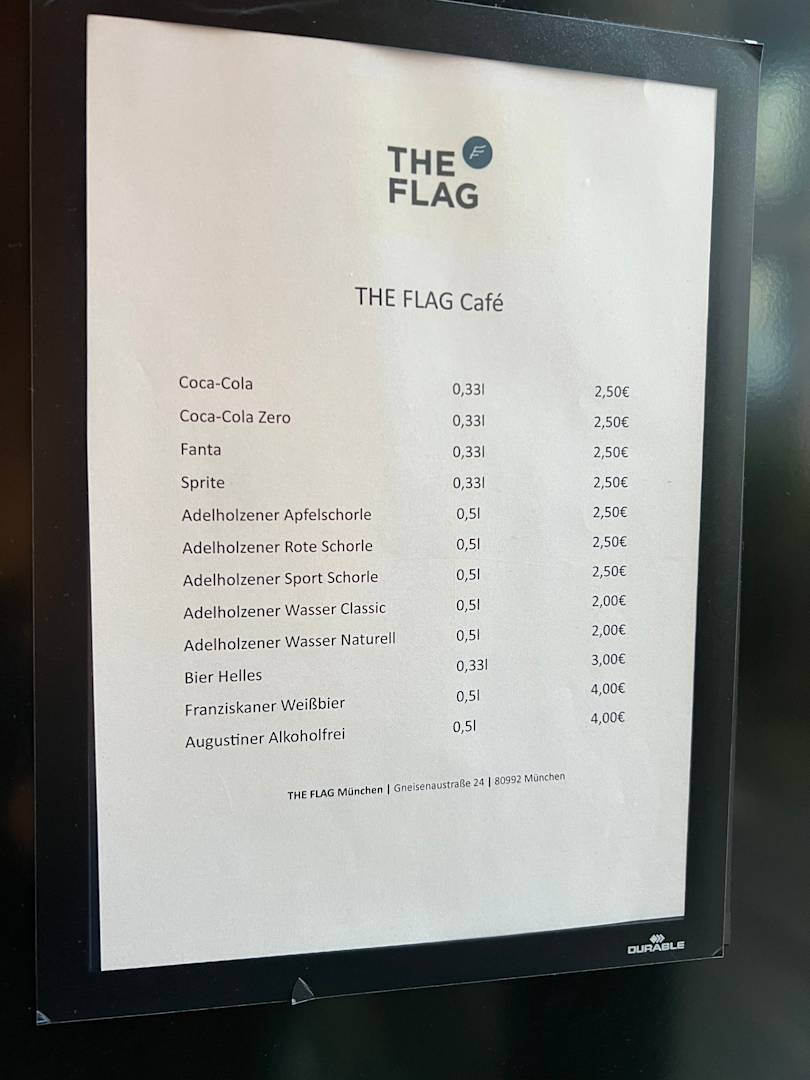 THE
FLAG
THE FLAG Café
Coca-Cola 0,33l 2,50€
Coca-Cola Zero 0,33l 2,50€
Fanta 0,33l 2,50€
Sprite 0,33l 2,50€
Adelholzener Apfelschorle 0,5l 2,50€
Adelholzener Rote Schorle 0,5l 2,50€
Adelholzener Sport Schorle 0,5l 2,50€
Adelholzener Wasser Classic 0,5l 2,00€
Adelholzener Wasser Naturell 0,5l 2,00€
Bier Helles 0,33l 3,00€
Franziskaner Weißbier 0,5l 4,00€
Augustiner Alkoholfrei 0,5l 4,00€
THE FLAG München | Gneisenaustraße 24 | 80992 München
DURABLE